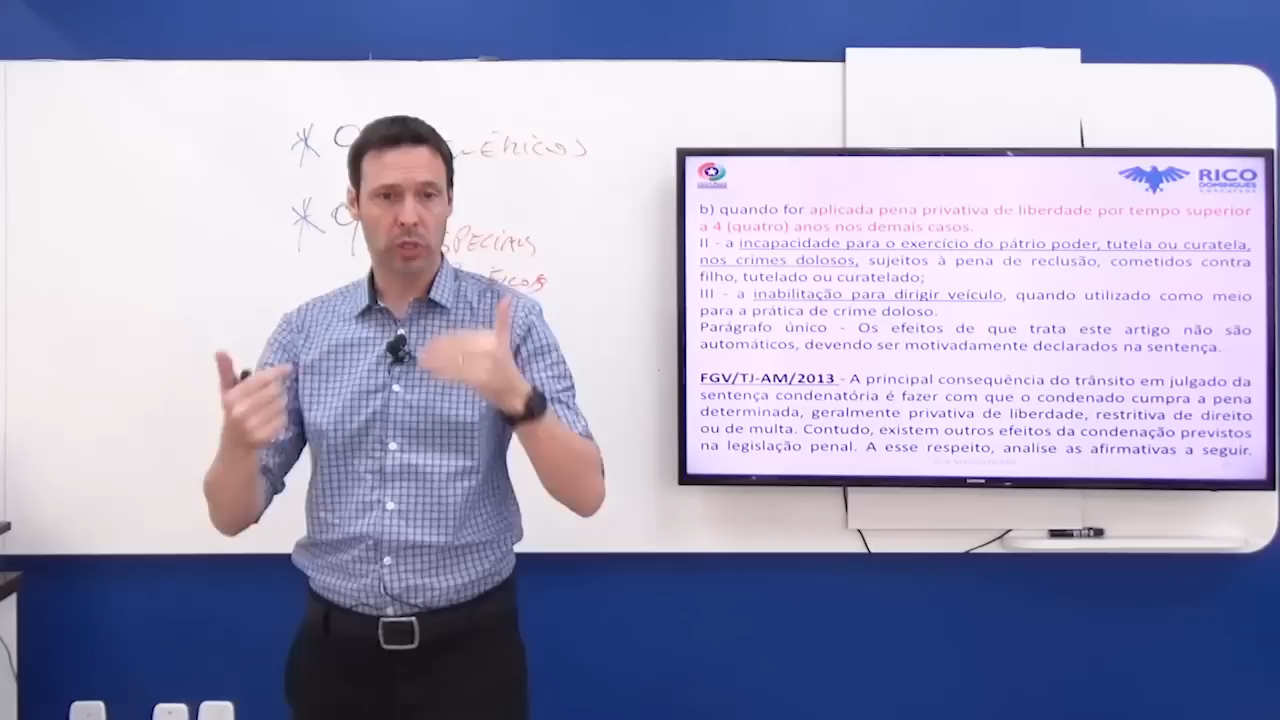 ESPECIAIS
RICO
DOMINGUES
CONCURSOS
b) quando for aplicada pena privativa de liberdade por tempo superior
a 4 (quatro) anos nos demais casos.
II - a incapacidade para o exercício do pátrio poder, tutela ou curatela,
nos crimes dolosos, sujeitos à pena de reclusão, cometidos contra
filho, tutelado ou curatelado;
III - a inabilitação para dirigir veículo, quando utilizado como meio
para a prática de crime doloso.
Parágrafo único - Os efeitos de que trata este artigo não são
automáticos, devendo ser motivadamente declarados na sentença.
FGV/TJ-AM/2013 - A principal consequência do trânsito em julgado da
sentença condenatória é fazer com que o condenado cumpra a pena
determinada, geralmente privativa de liberdade, restritiva de direito
ou de multa. Contudo, existem outros efeitos da condenação previstos
na legislação penal. A esse respeito, analise as afirmativas a seguir.